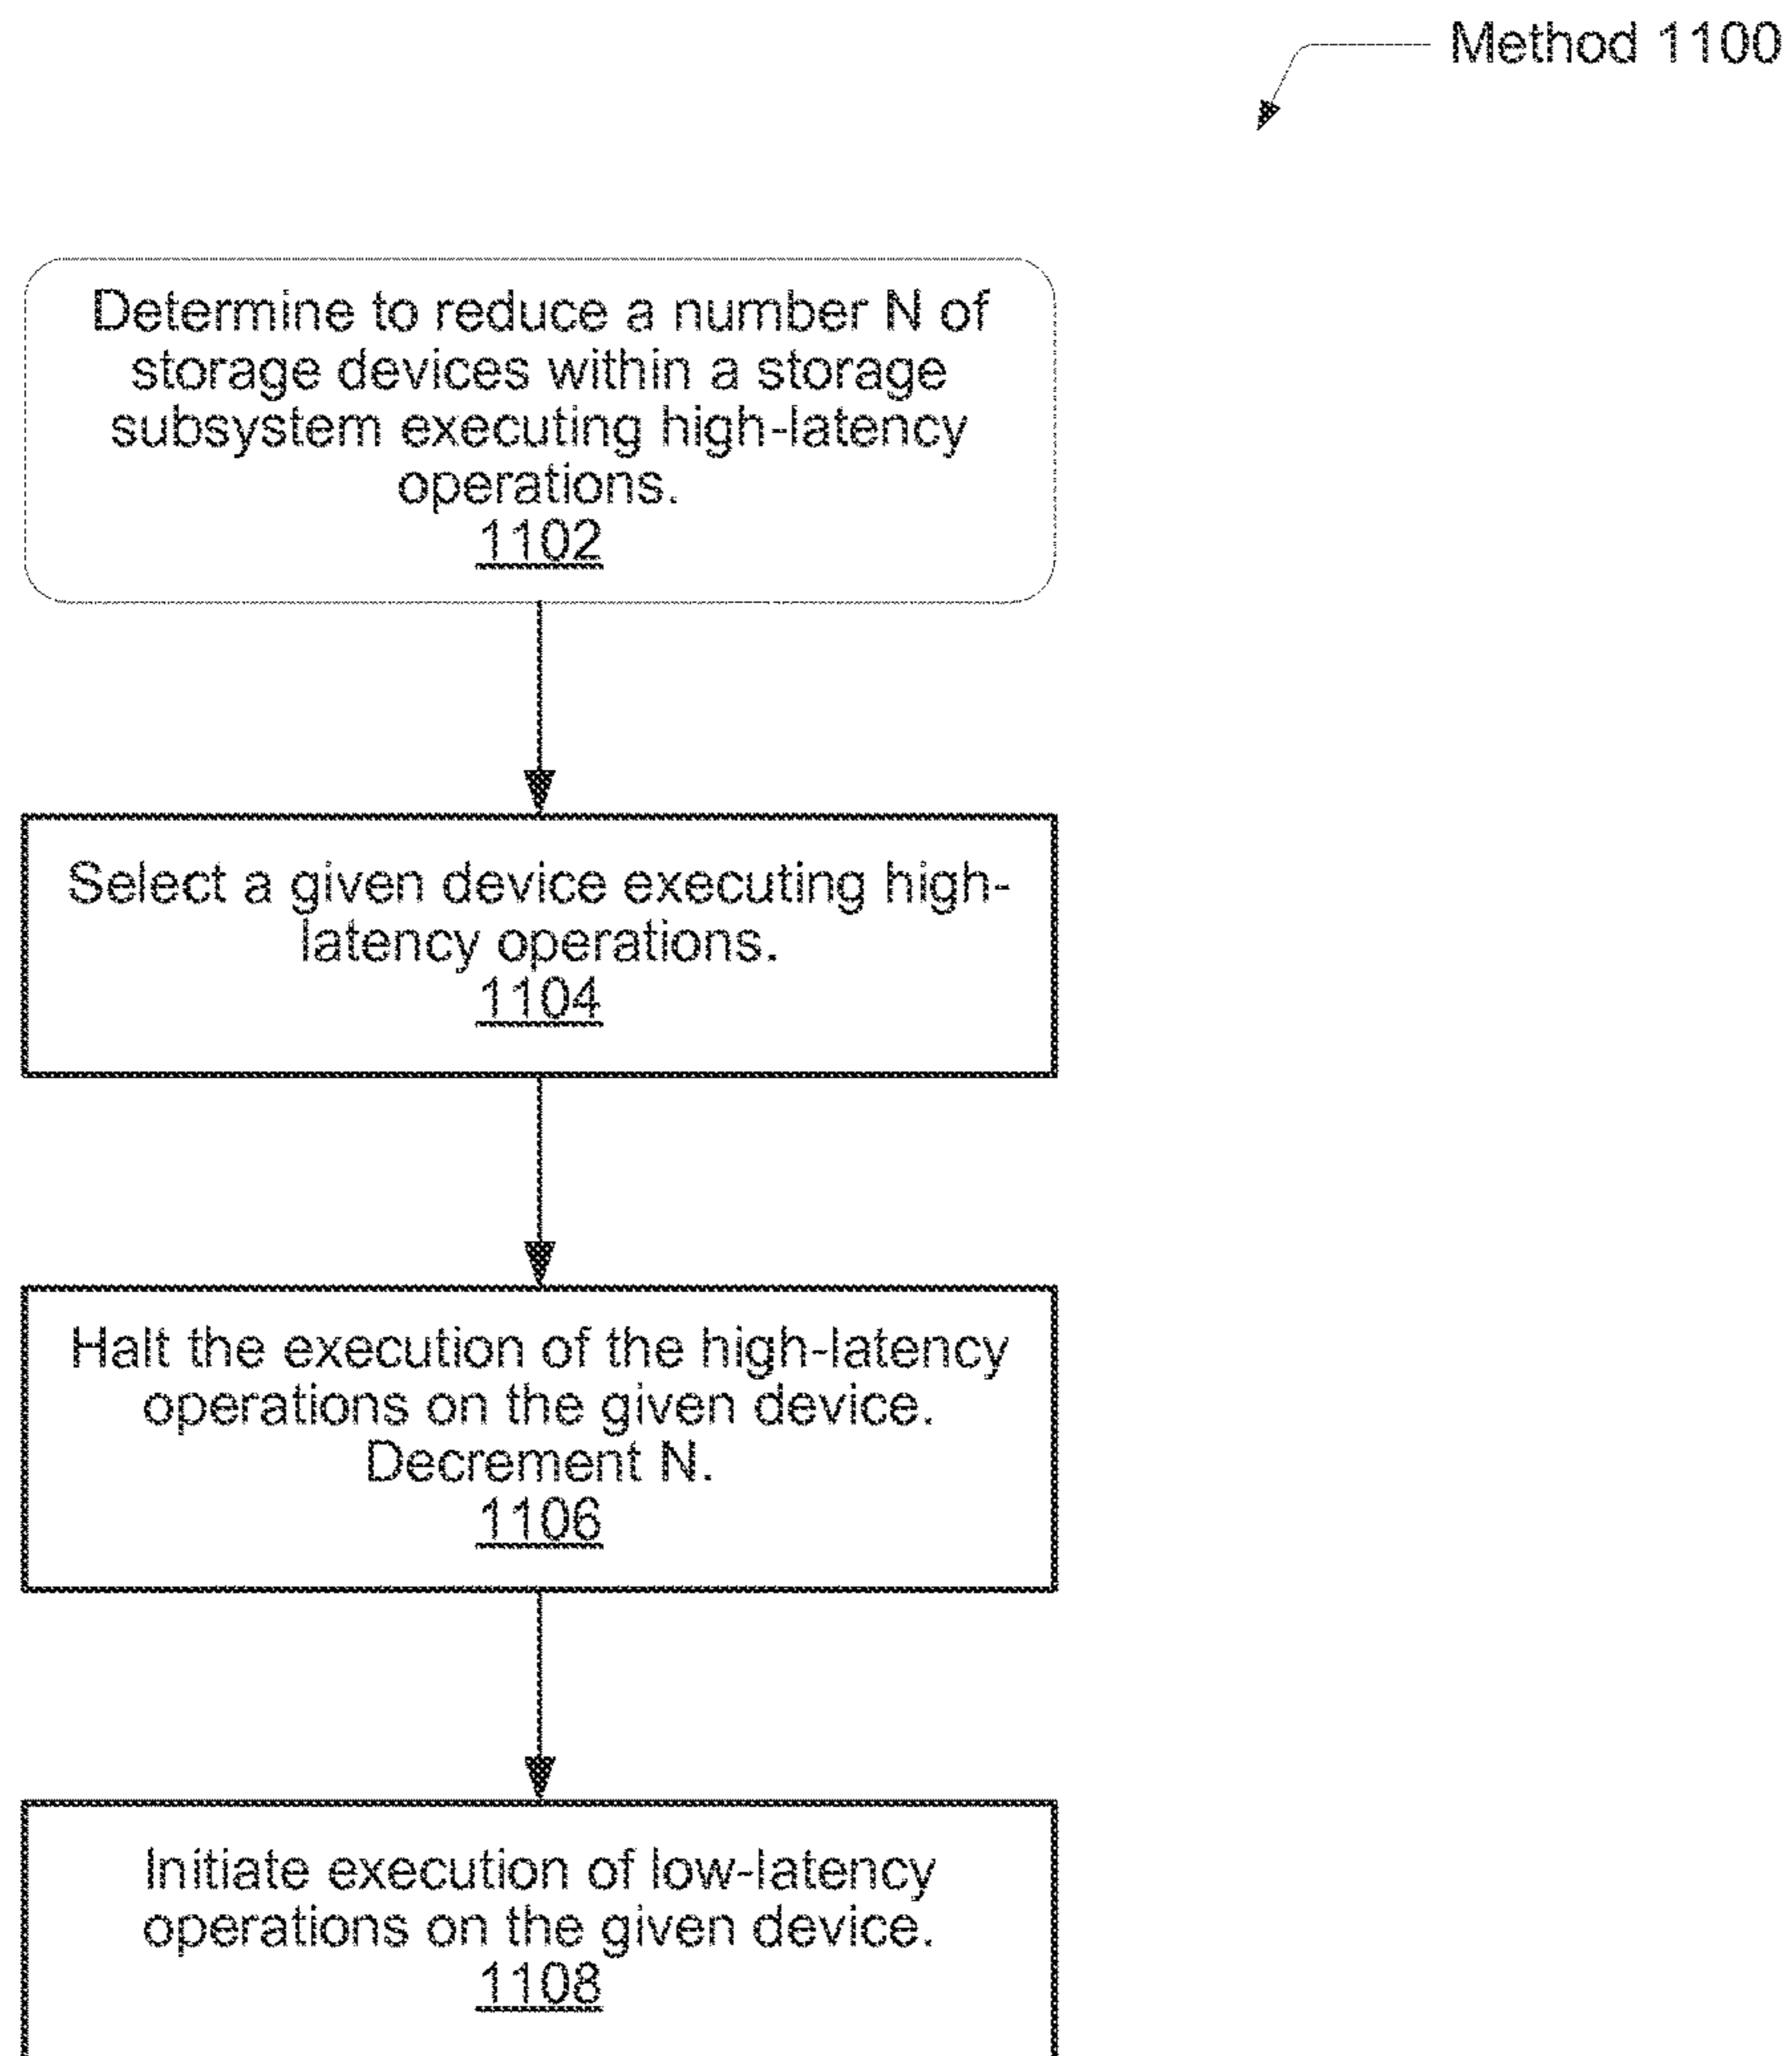 Method 1100
Determine to reduce a number N of
storage devices within a storage
subsystem executing high-latency
operations.
1102
Select a given device executing high-
latency operations.
1104
Halt the execution of the high-latency
operations on the given device.
Decrement N.
1106
Initiate execution of low-latency
operations on the given device.
1108